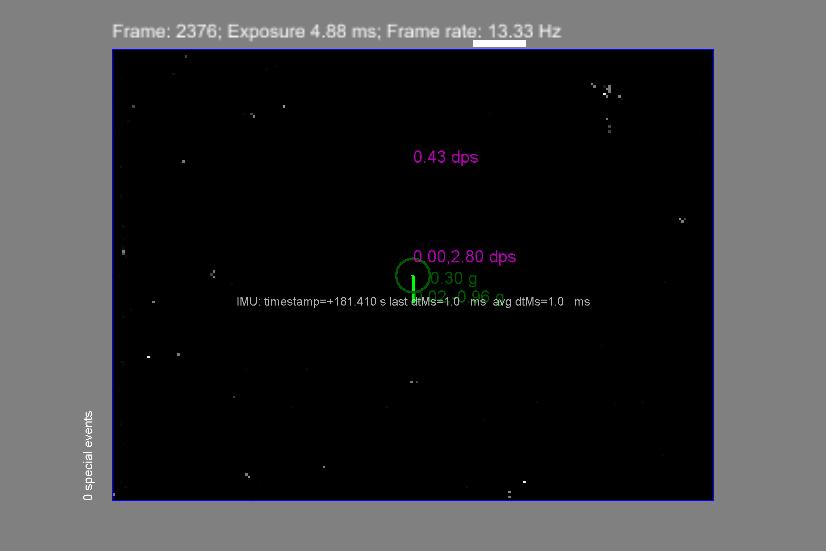 Frame: 2376; Exposure 4.88 ms; Frame rate: 13.33 Hz
0.43 dps
0.00,2.80 dps
0.30 g
0.96 g
IMU: timestamp=+181.410 s last dtMs=1.0 ms avg dtMs=1.0 ms
0 special events